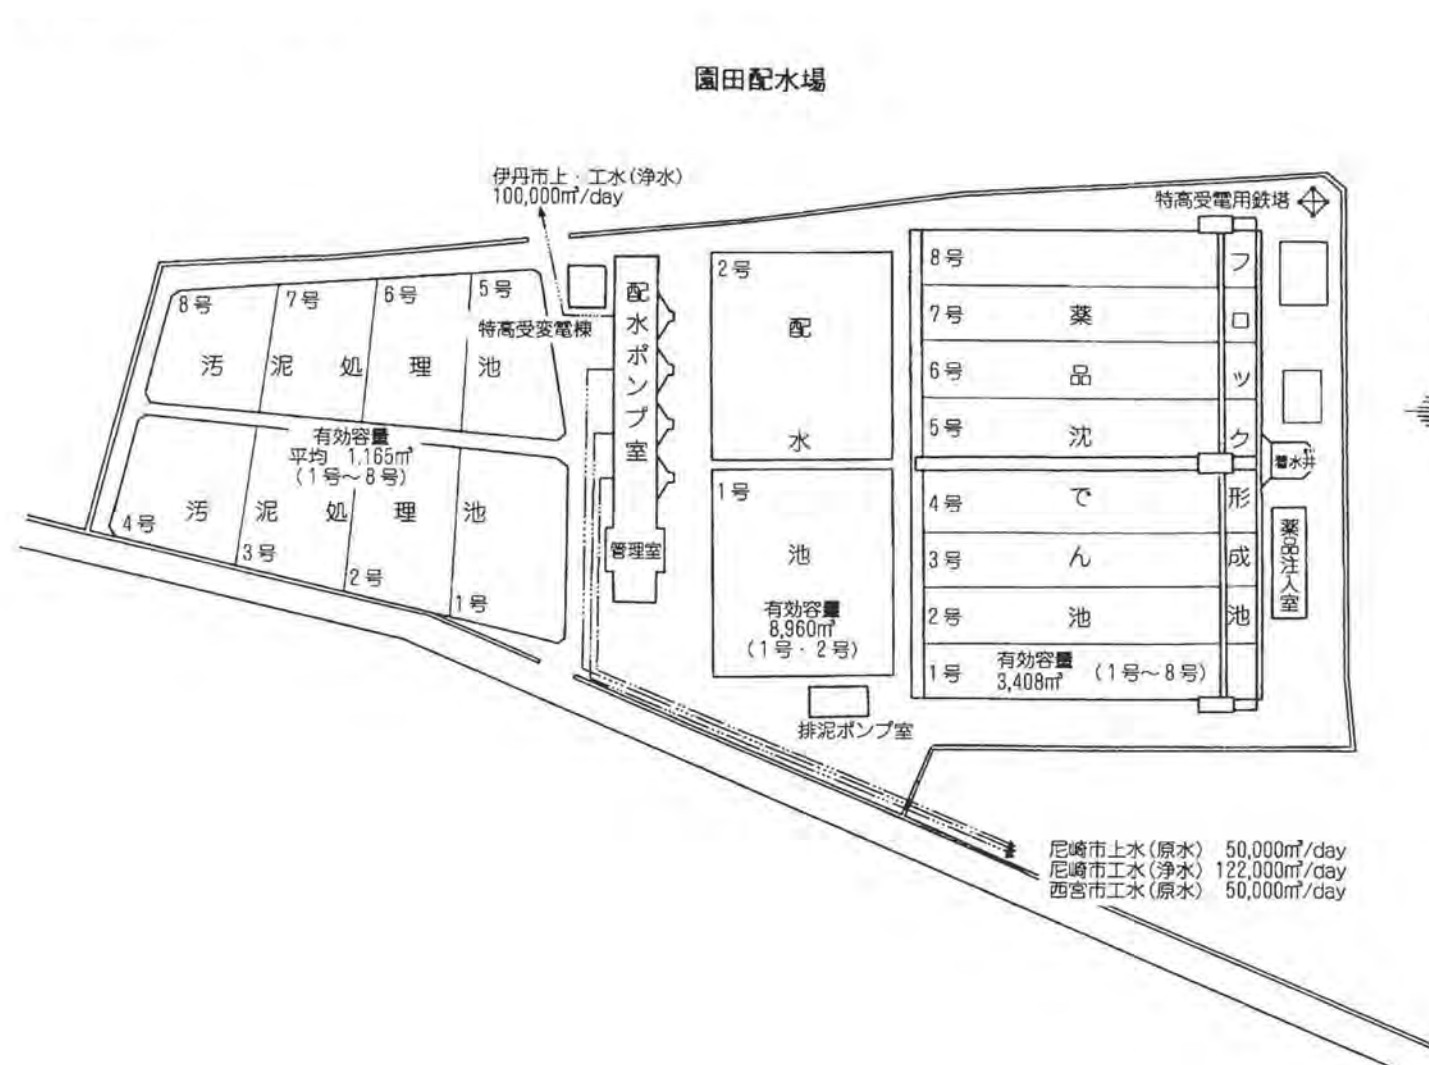 園田配水場
伊丹市上・工水(浄水)
100,000㎥/day
特高受電用鉄塔
8号
7号
6号
5号
汚泥処理池
特高受変電棟
有効容量
平均 1,165㎥
(1号〜8号)
汚泥処理池
4号
3号
2号
1号
配水ポンプ室
管理室
2号
1号
配水池
有効容量
8,960㎥
(1号・2号)
排泥ポンプ室
8号
7号
6号
5号
4号
3号
2号
1号
薬品沈でん池
有効容量
3,408㎥ (1号〜8号)
フロック形成池
着水井
薬品注入室
尼崎市上水(原水) 50,000㎥/day
尼崎市工水(浄水) 122,000㎥/day
西宮市工水(原水) 50,000㎥/day